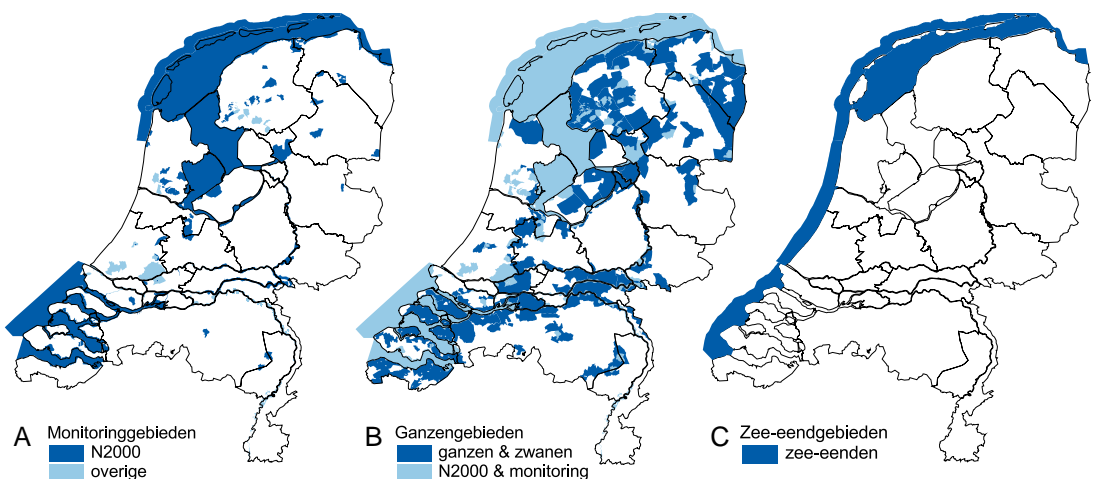 A Monitoringgebieden
N2000
overige
B Ganzengebieden
ganzen & zwanen
N2000 & monitoring
C Zee-eendgebieden
zee-eenden